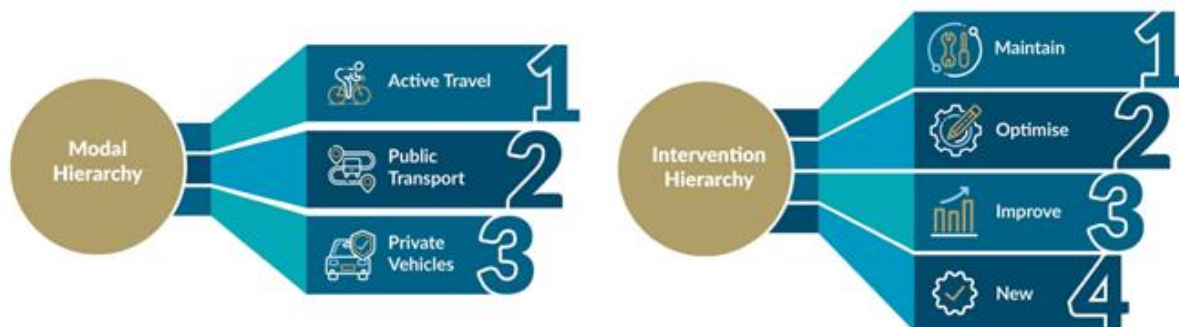 Modal
Hierarchy
Active Travel
1
Public
Transport
2
Private
Vehicles
3
Intervention
Hierarchy
Maintain
1
Optimise
2
Improve
3
New
4